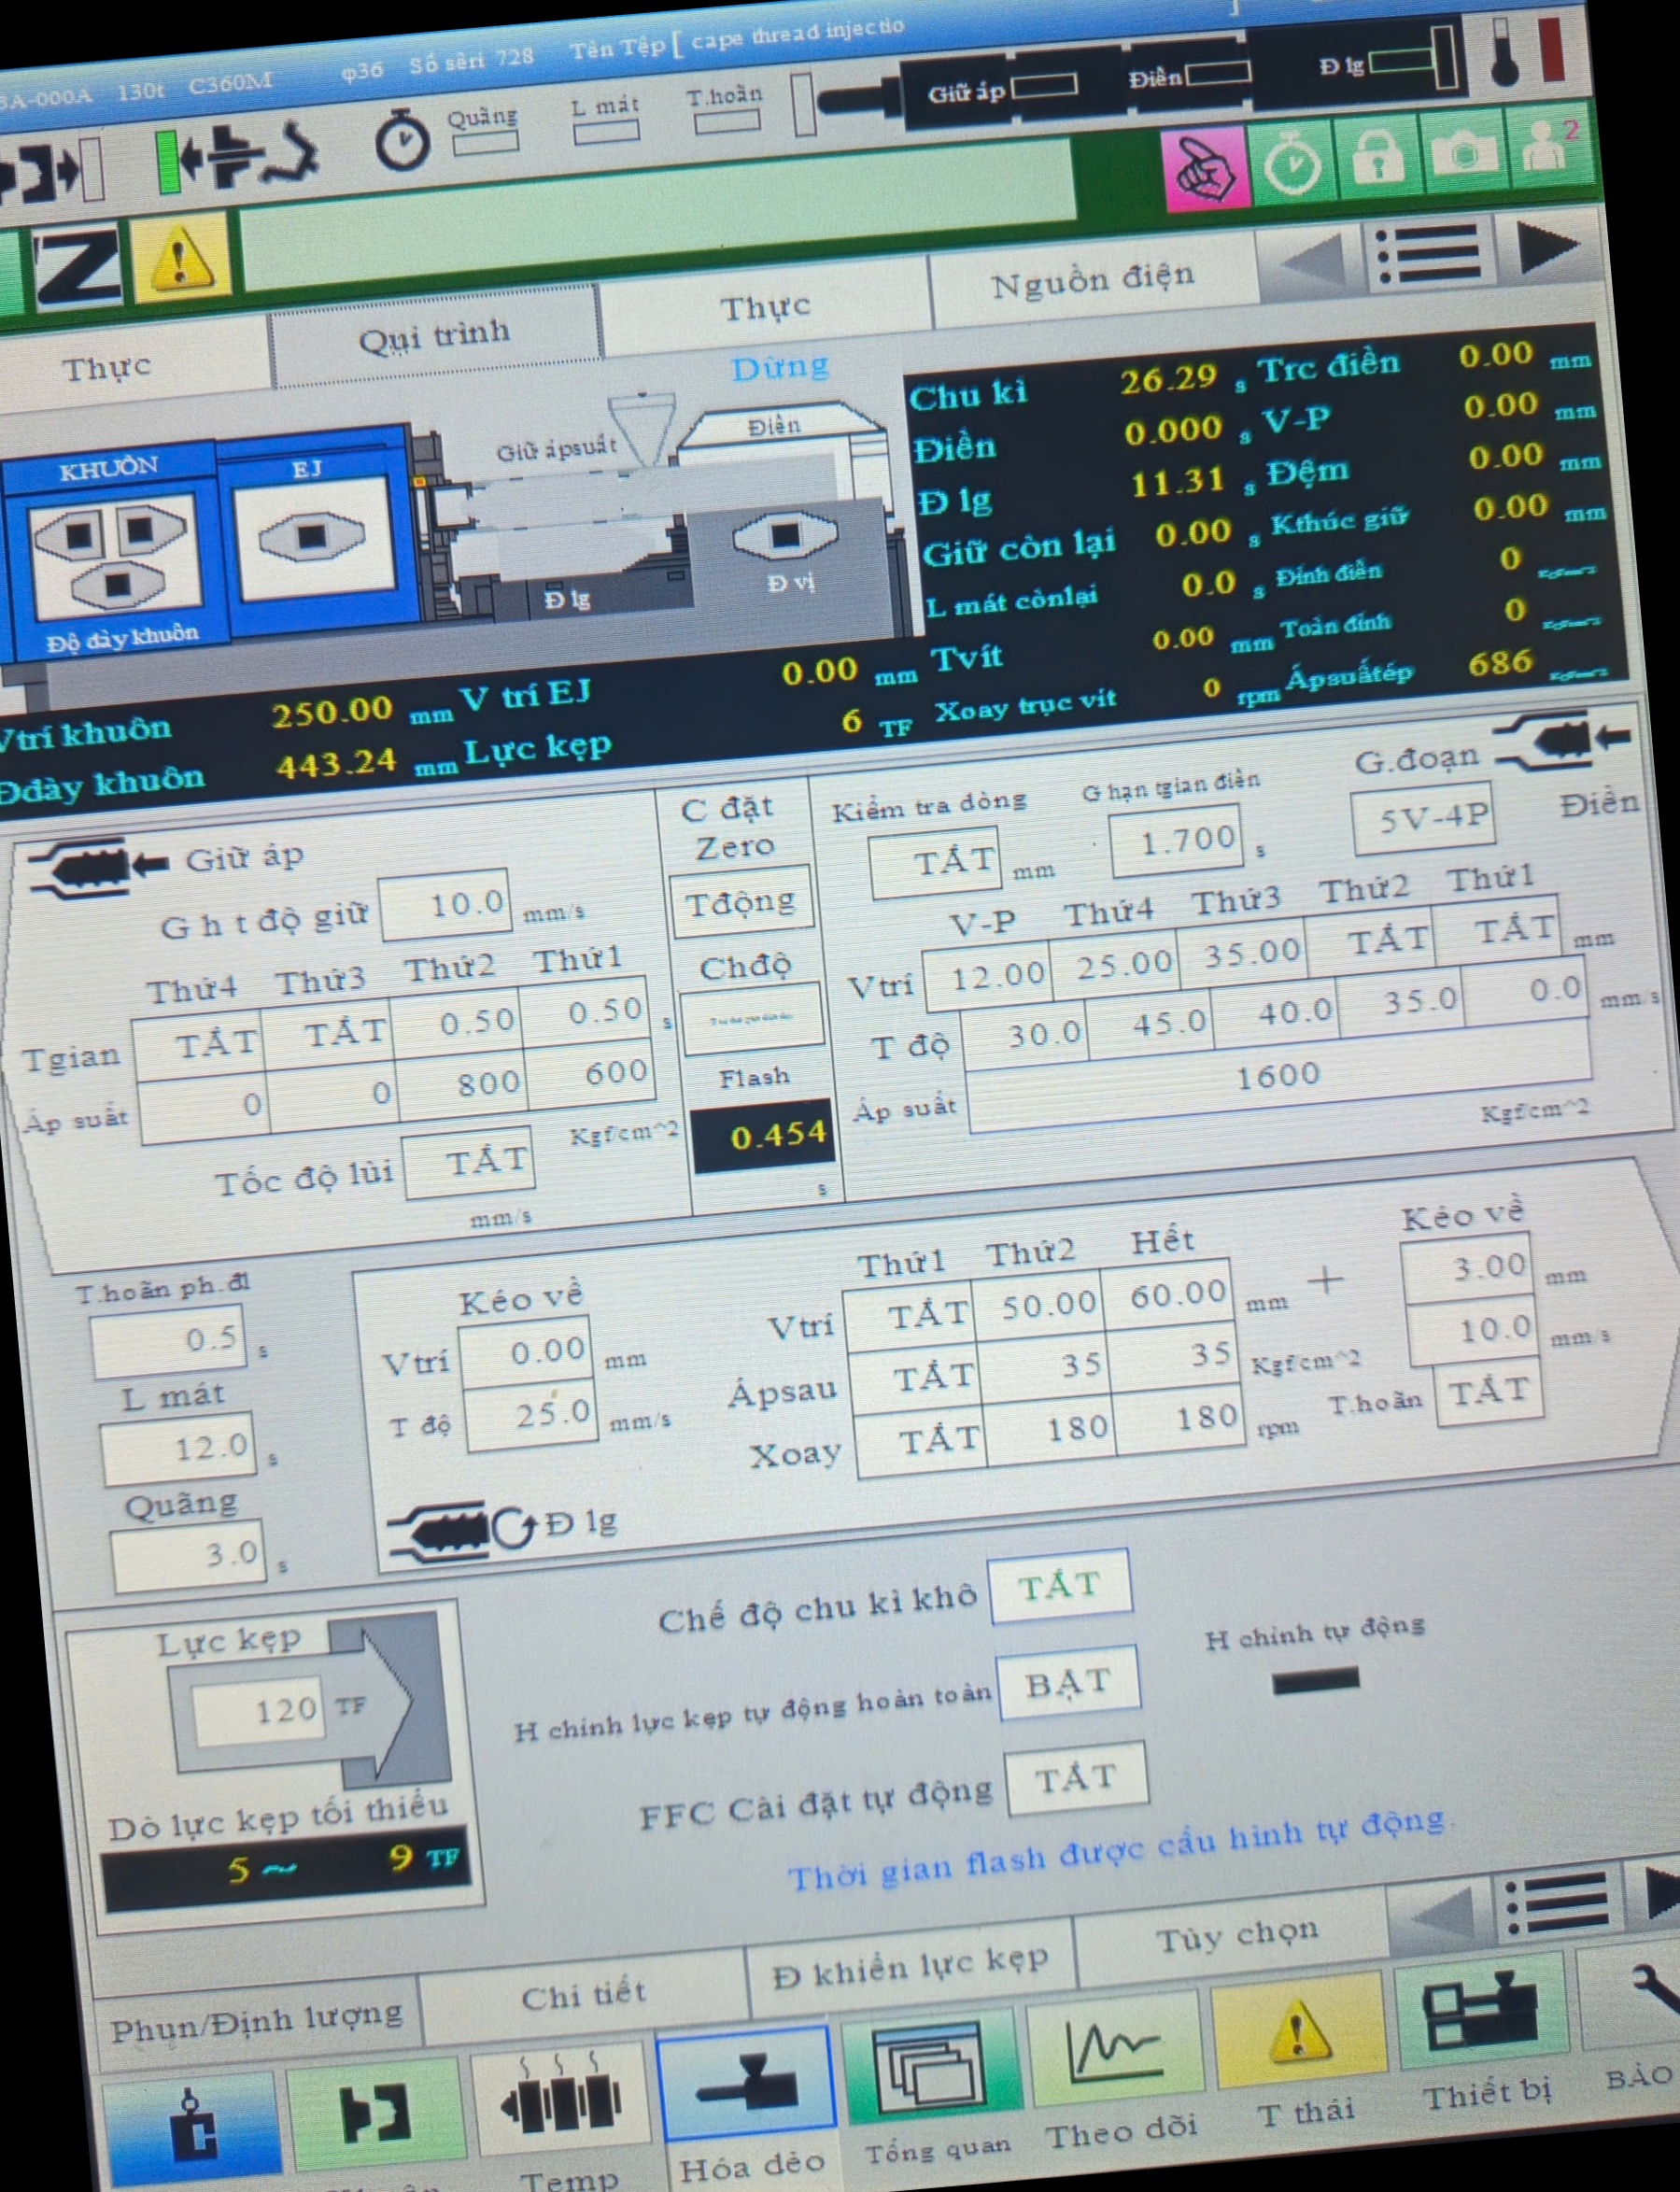 3A-000A 130t C360M φ36 Số sêri 728 Tên Tệp [ cape thread injectio ]
Quãng L mát T.hoãn Giữ áp Điền Đ lg
2
Thực Qui trình Thực Nguồn điện
Dừng
KHUÔN EJ Giữ ápsuất Điền
Độ dày khuôn Đ lg Đ vị
Chu kì 26.29 s Trc điền 0.00 mm
Điền 0.000 s V-P 0.00 mm
Đ lg 11.31 s Đệm 0.00 mm
Giữ còn lại 0.00 s Kthúc giữ 0.00 mm
L mát cònlại 0.0 s Đỉnh điền 0
Tvít 0.00 mm Toàn đỉnh 0
Xoay trục vít 0 rpm Ápsuấtép 686
Vtrí khuôn 250.00 mm V trí EJ 0.00 mm
Đdày khuôn 443.24 mm Lực kẹp 6 TF
Giữ áp
G h t độ giữ 10.0 mm/s
Thứ4 Thứ3 Thứ2 Thứ1
Tgian TẮT TẮT 0.50 0.50 s
Áp suất 0 0 800 600
Kgf/cm^2
Tốc độ lùi TẮT
mm/s
C đặt
Zero
Tđộng
Chđộ
Flash
0.454
s
Kiểm tra dòng G hạn tgian điền G.đoạn
TẮT mm 1.700 s 5V-4P Điền
V-P Thứ4 Thứ3 Thứ2 Thứ1
Vtrí 12.00 25.00 35.00 TẮT TẮT mm
T độ 30.0 45.0 40.0 35.0 0.0 mm/s
Áp suất 1600
Kgf/cm^2
T.hoãn ph.đl
0.5 s
L mát
12.0 s
Quãng
3.0 s
Kéo về
Vtrí 0.00 mm
T độ 25.0 mm/s
Đ lg
Thứ1 Thứ2 Hết Kéo về
Vtrí TẮT 50.00 60.00 mm + 3.00 mm
Ápsau TẮT 35 35 Kgf/cm^2 10.0 mm/s
Xoay TẮT 180 180 rpm T.hoãn TẮT
Lực kẹp
120 TF
Dò lực kẹp tối thiểu
5 ~ 9 TF
Chế độ chu kì khô TẮT
H chỉnh lực kẹp tự động hoàn toàn BẬT H chỉnh tự động
FFC Cài đặt tự động TẮT
Thời gian flash được cấu hình tự động.
Phun/Định lượng Chi tiết Đ khiển lực kẹp Tùy chọn
Temp Hóa dẻo Tổng quan Theo dõi T thái Thiết bị BẢO